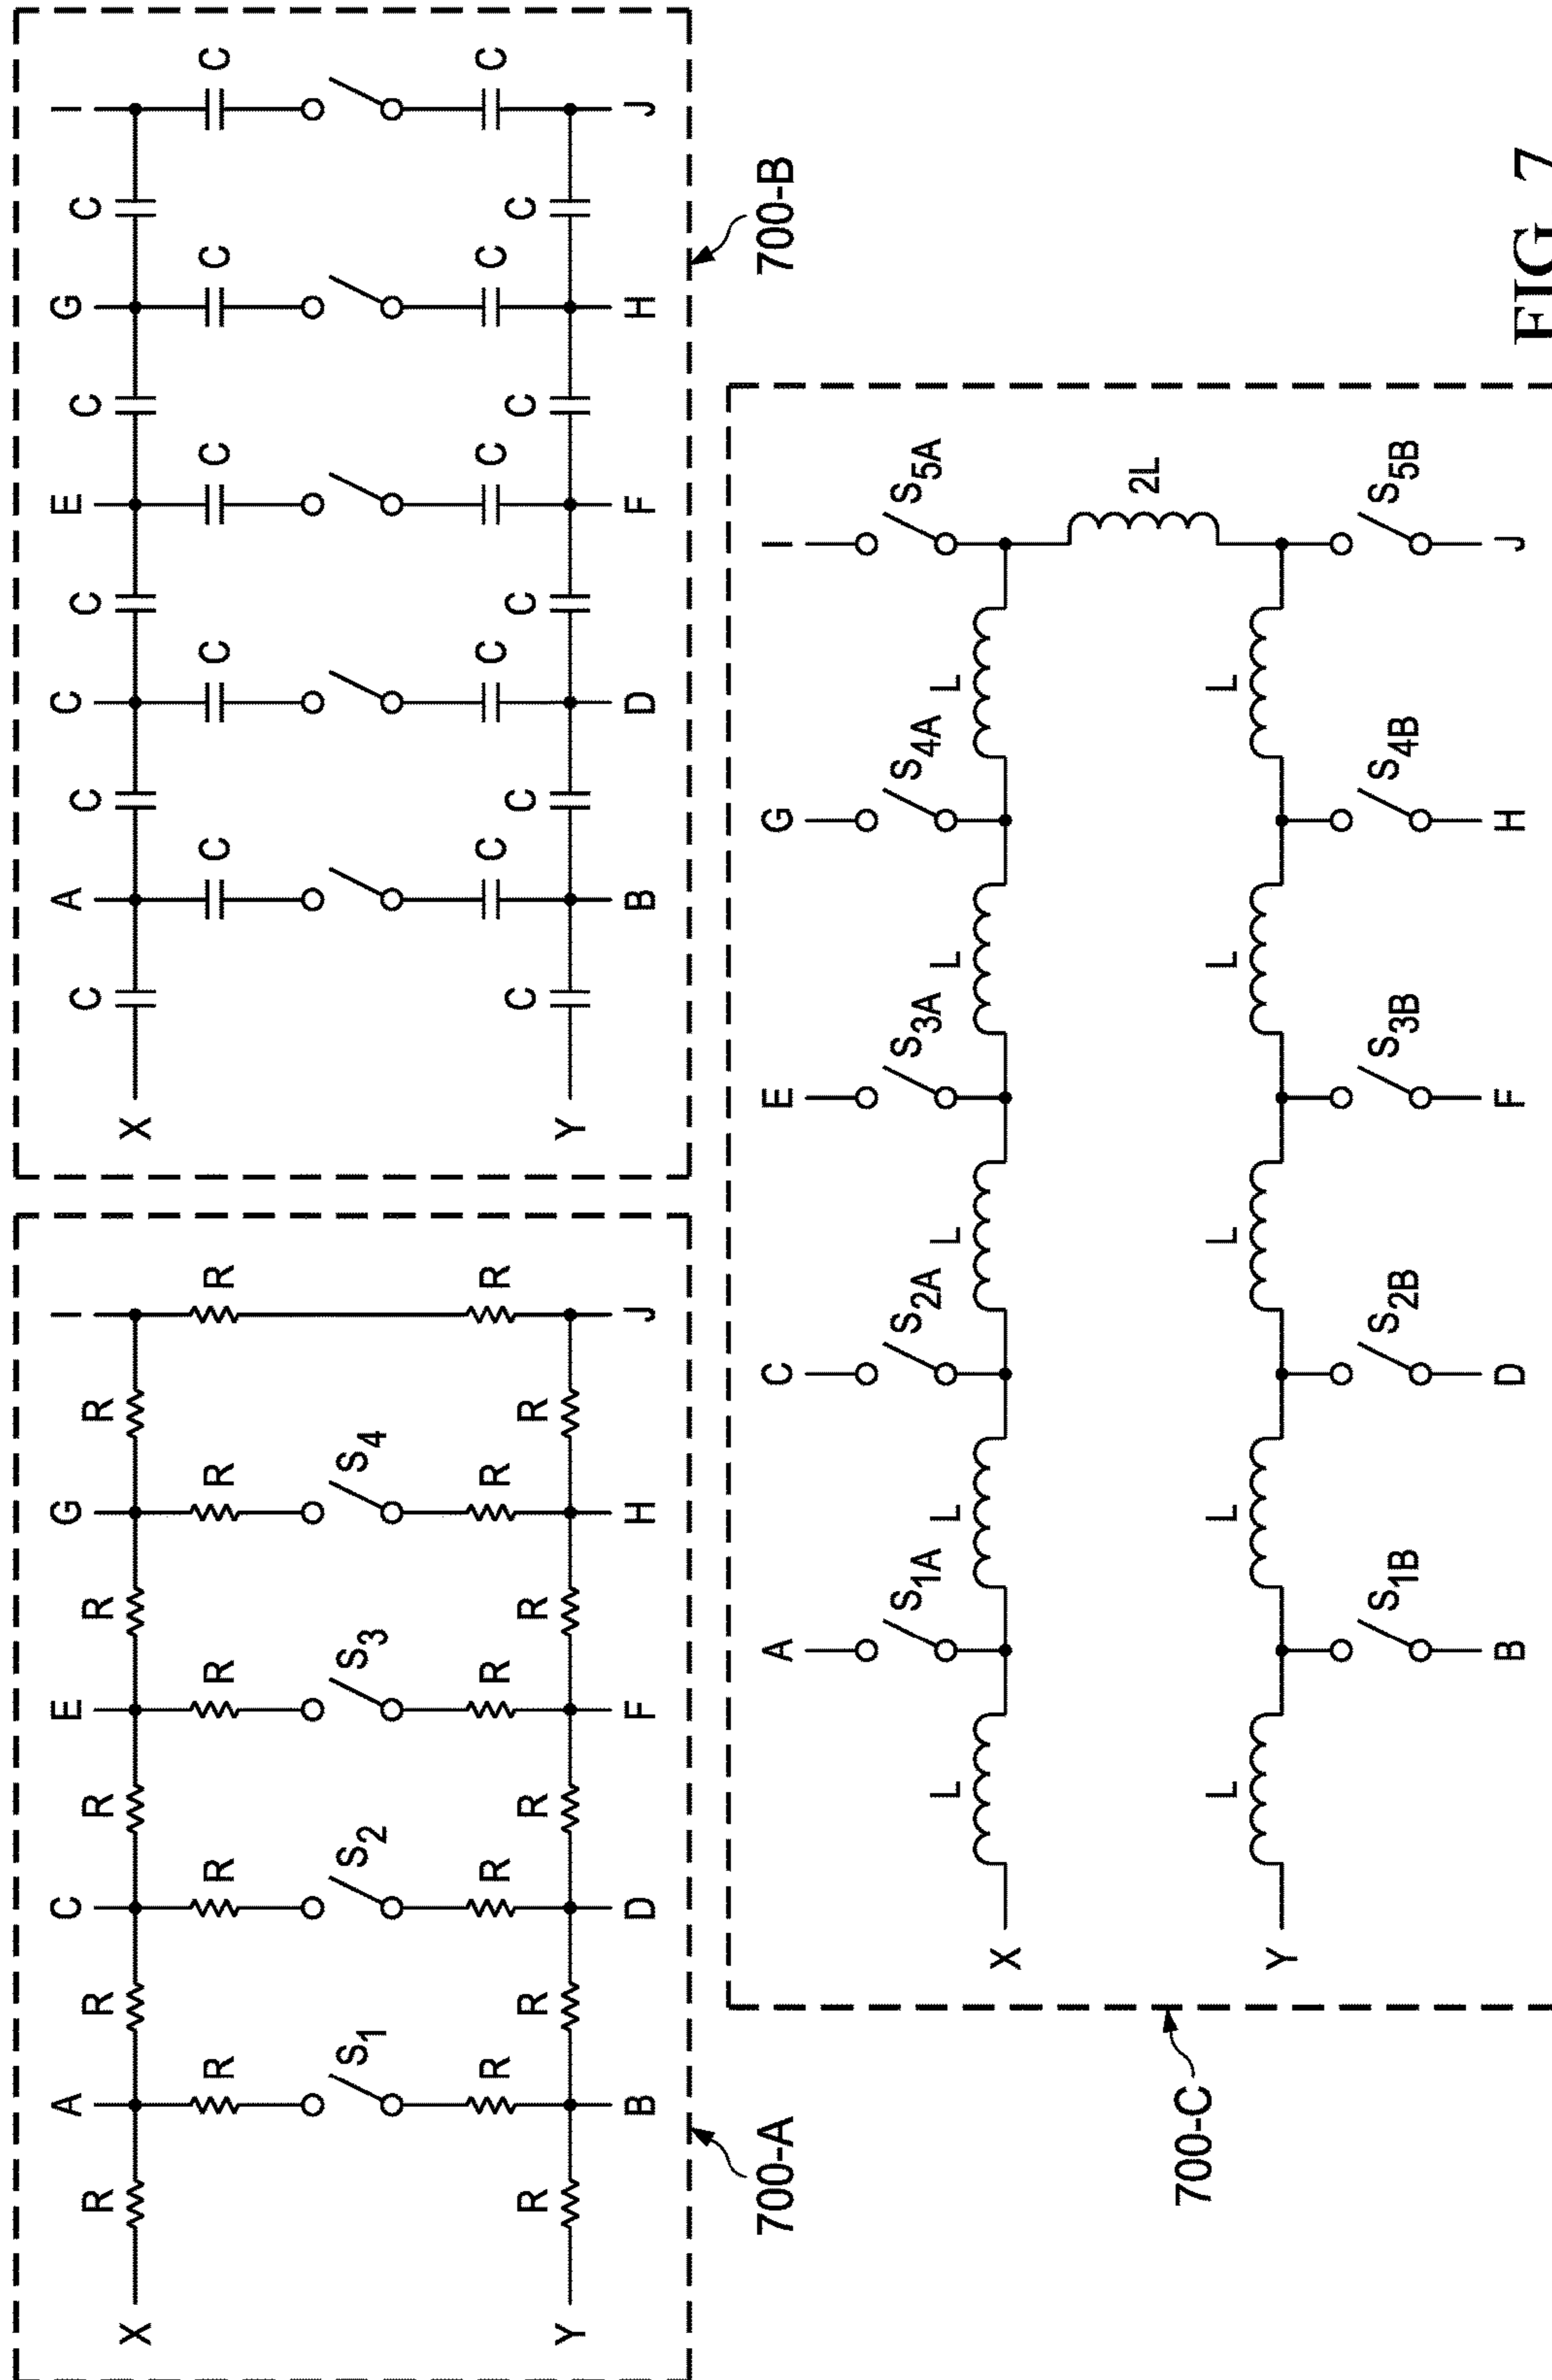 A C E G I
R R R R R
X
R R R R R
S1 S2 S3 S4
R R R R R
R R R R R
Y
B D F H J
700-A
A C E G I
C C C C C
X
C C C C C
C C C C C
C C C C C
Y
B D F H J
700-B
A C E G I
S1A S2A S3A S4A S5A
L L L L L
X
2L
700-C
L L L L L
Y
S1B S2B S3B S4B S5B
B D F H J
FIG 7